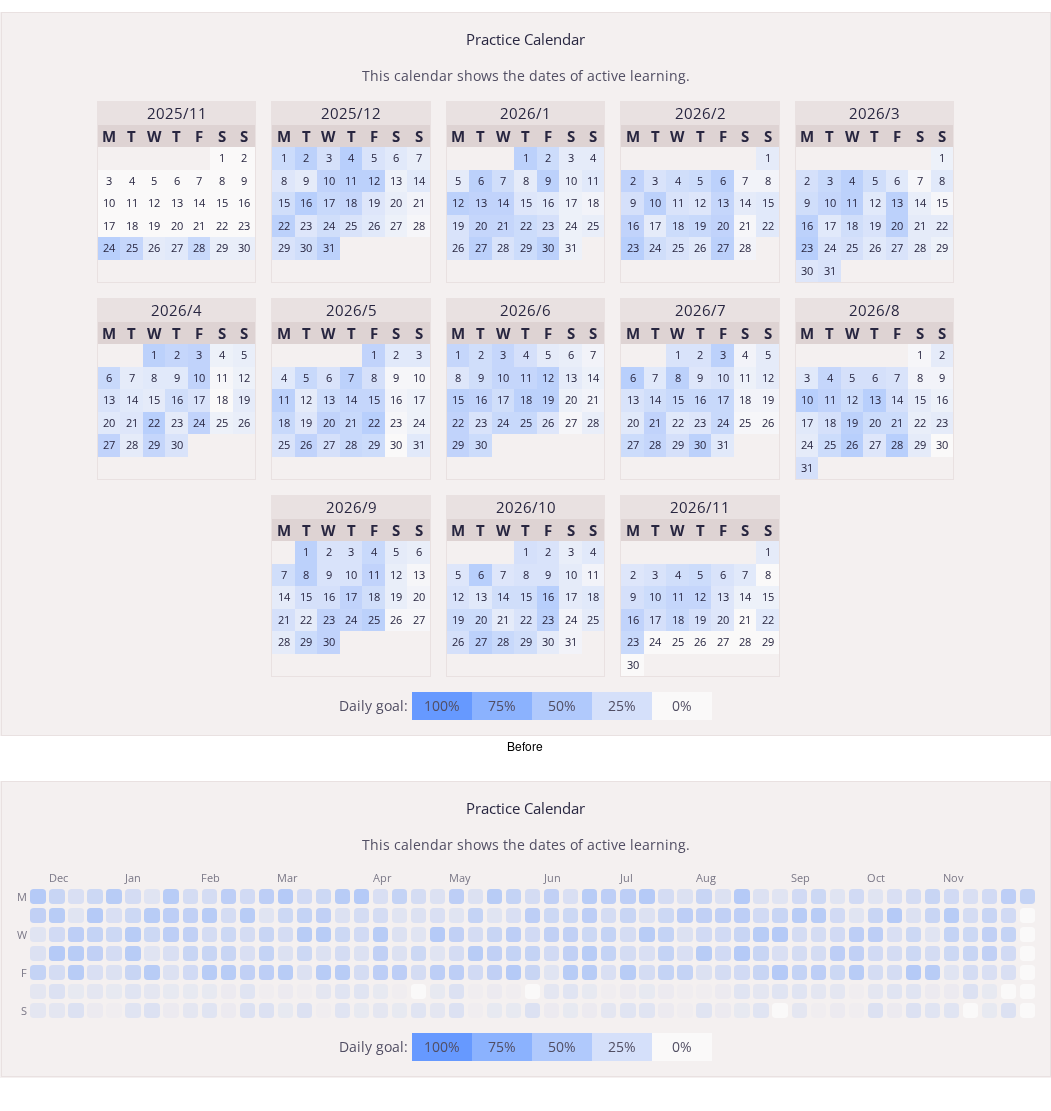 Practice Calendar
This calendar shows the dates of active learning.
2025/11 2025/12 2026/1 2026/2 2026/3
M T W T F S S M T W T F S S M T W T F S S M T W T F S S M T W T F S S
1 2 1 2 3 4 5 6 7 1 2 3 4 1 1
3 4 5 6 7 8 9 8 9 10 11 12 13 14 5 6 7 8 9 10 11 2 3 4 5 6 7 8 2 3 4 5 6 7 8
10 11 12 13 14 15 16 15 16 17 18 19 20 21 12 13 14 15 16 17 18 9 10 11 12 13 14 15 9 10 11 12 13 14 15
17 18 19 20 21 22 23 22 23 24 25 26 27 28 19 20 21 22 23 24 25 16 17 18 19 20 21 22 16 17 18 19 20 21 22
24 25 26 27 28 29 30 29 30 31 26 27 28 29 30 31 23 24 25 26 27 28 23 24 25 26 27 28 29
30 31
2026/4 2026/5 2026/6 2026/7 2026/8
M T W T F S S M T W T F S S M T W T F S S M T W T F S S M T W T F S S
1 2 3 4 5 1 2 3 1 2 3 4 5 6 7 1 2 3 4 5 1 2
6 7 8 9 10 11 12 4 5 6 7 8 9 10 8 9 10 11 12 13 14 6 7 8 9 10 11 12 3 4 5 6 7 8 9
13 14 15 16 17 18 19 11 12 13 14 15 16 17 15 16 17 18 19 20 21 13 14 15 16 17 18 19 10 11 12 13 14 15 16
20 21 22 23 24 25 26 18 19 20 21 22 23 24 22 23 24 25 26 27 28 20 21 22 23 24 25 26 17 18 19 20 21 22 23
27 28 29 30 25 26 27 28 29 30 31 29 30 27 28 29 30 31 24 25 26 27 28 29 30
31
2026/9 2026/10 2026/11
M T W T F S S M T W T F S S M T W T F S S
1 2 3 4 5 6 1 2 3 4 1
7 8 9 10 11 12 13 5 6 7 8 9 10 11 2 3 4 5 6 7 8
14 15 16 17 18 19 20 12 13 14 15 16 17 18 9 10 11 12 13 14 15
21 22 23 24 25 26 27 19 20 21 22 23 24 25 16 17 18 19 20 21 22
28 29 30 26 27 28 29 30 31 23 24 25 26 27 28 29
30
Daily goal: 100% 75% 50% 25% 0%
Before
Practice Calendar
This calendar shows the dates of active learning.
Dec Jan Feb Mar Apr May Jun Jul Aug Sep Oct Nov
M
W
F
S
Daily goal: 100% 75% 50% 25% 0%